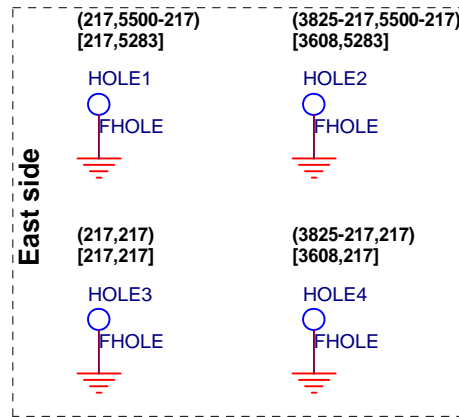 (217,5500-217)
[217,5283]
HOLE1
FHOLE
(3825-217,5500-217)
[3608,5283]
HOLE2
FHOLE
East side
(217,217)
[217,217]
HOLE3
FHOLE
(3825-217,217)
[3608,217]
HOLE4
FHOLE